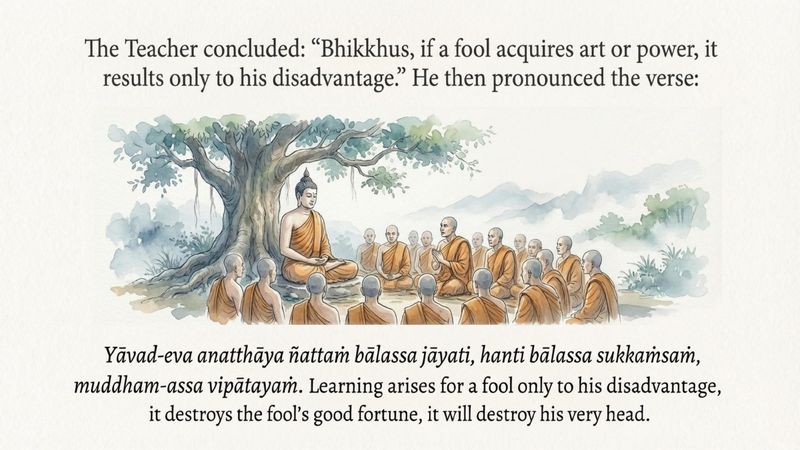 The Teacher concluded: “Bhikkhus, if a fool acquires art or power, it
results only to his disadvantage.” He then pronounced the verse:
Yāvad-eva anatthāya ñattaṁ bālassa jāyati, hanti bālassa sukkaṁsaṁ,
muddham-assa vipātayaṁ. Learning arises for a fool only to his disadvantage,
it destroys the fool’s good fortune, it will destroy his very head.